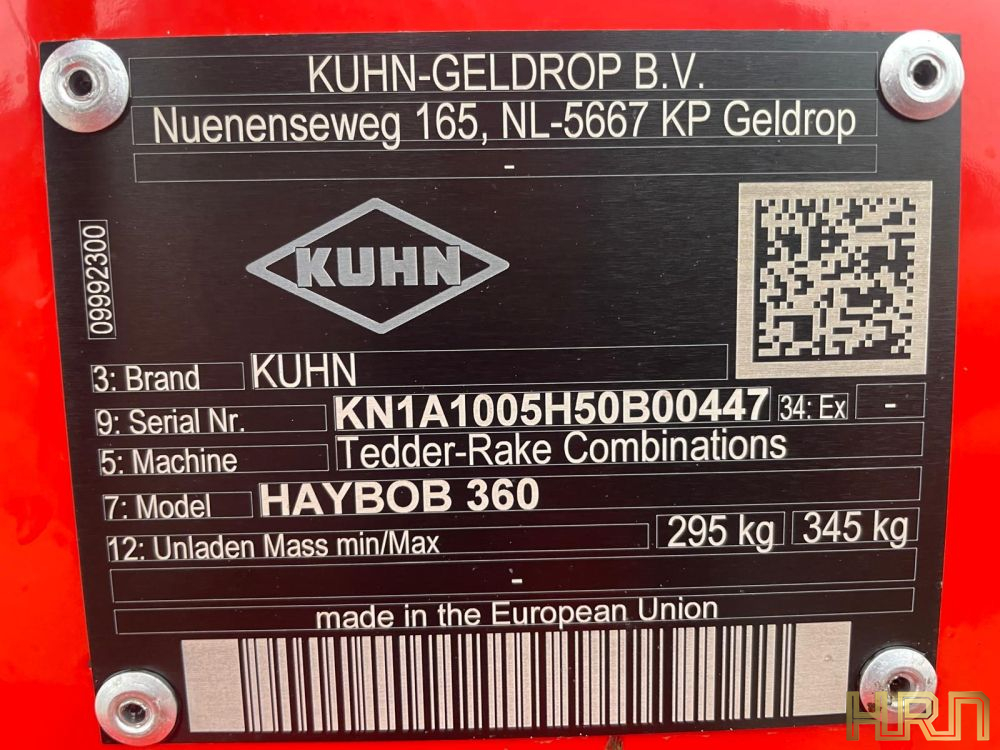 KUHN-GELDROP B.V.
Nuenenseweg 165, NL-5667 KP Geldrop
-
09992300
KUHN
3: Brand KUHN
9: Serial Nr. KN1A1005H50B00447 34: Ex -
5: Machine Tedder-Rake Combinations
7: Model HAYBOB 360
12: Unladen Mass min/Max 295 kg 345 kg
-
made in the European Union
HRN